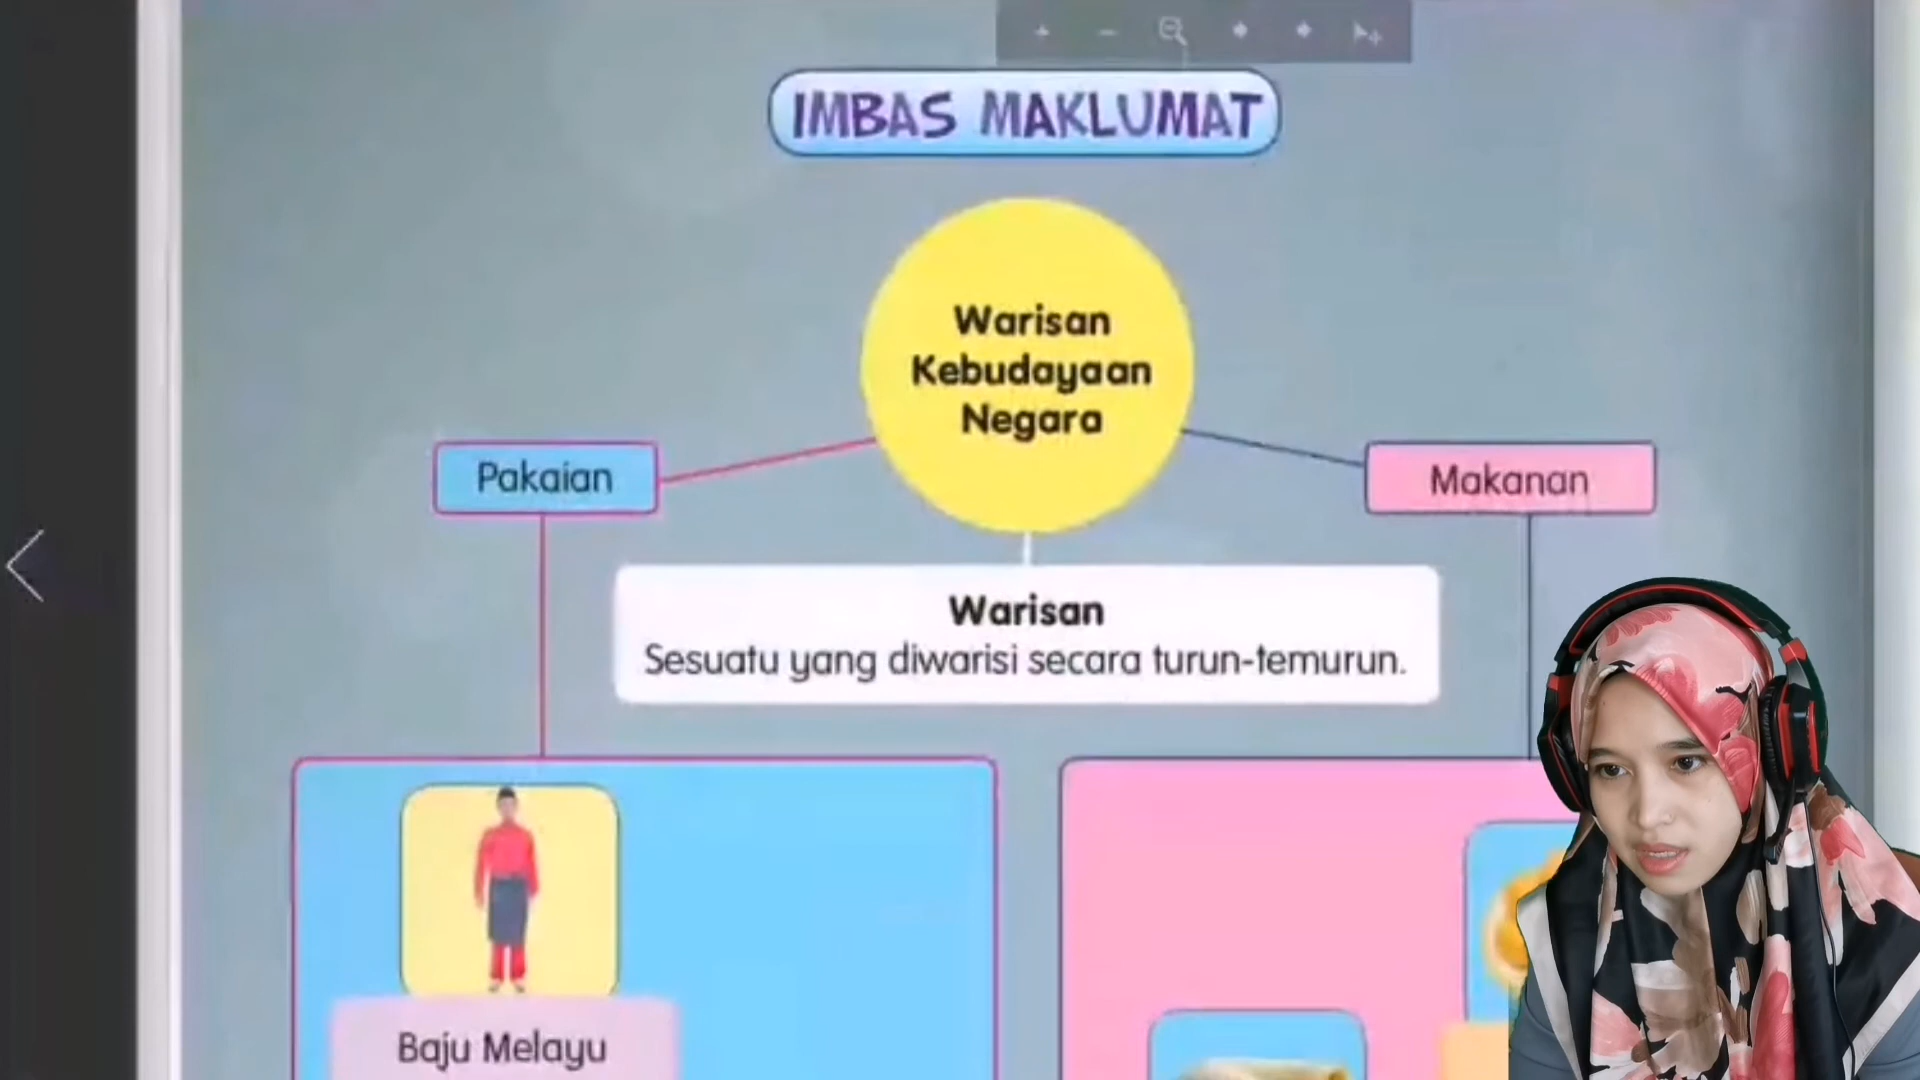 IMBAS MAKLUMAT
Warisan
Kebudayaan
Negara
Pakaian
Makanan
Warisan
Sesuatu yang diwarisi secara turun-temurun.
Baju Melayu